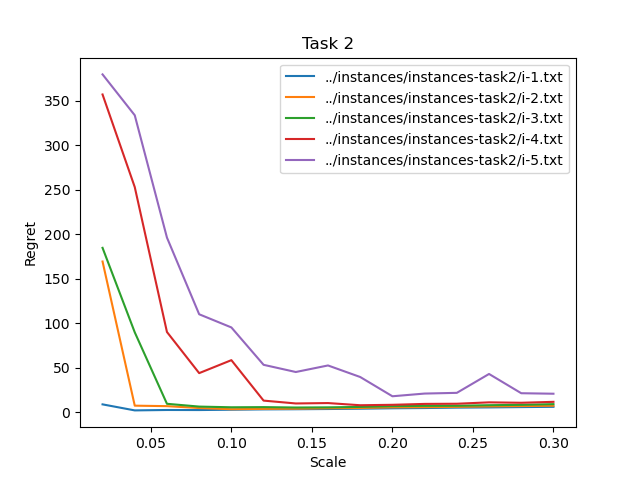 Task 2
../instances/instances-task2/i-1.txt
../instances/instances-task2/i-2.txt
../instances/instances-task2/i-3.txt
../instances/instances-task2/i-4.txt
../instances/instances-task2/i-5.txt
350
300
250
200
150
100
50
0
Regret
0.05 0.10 0.15 0.20 0.25 0.30
Scale